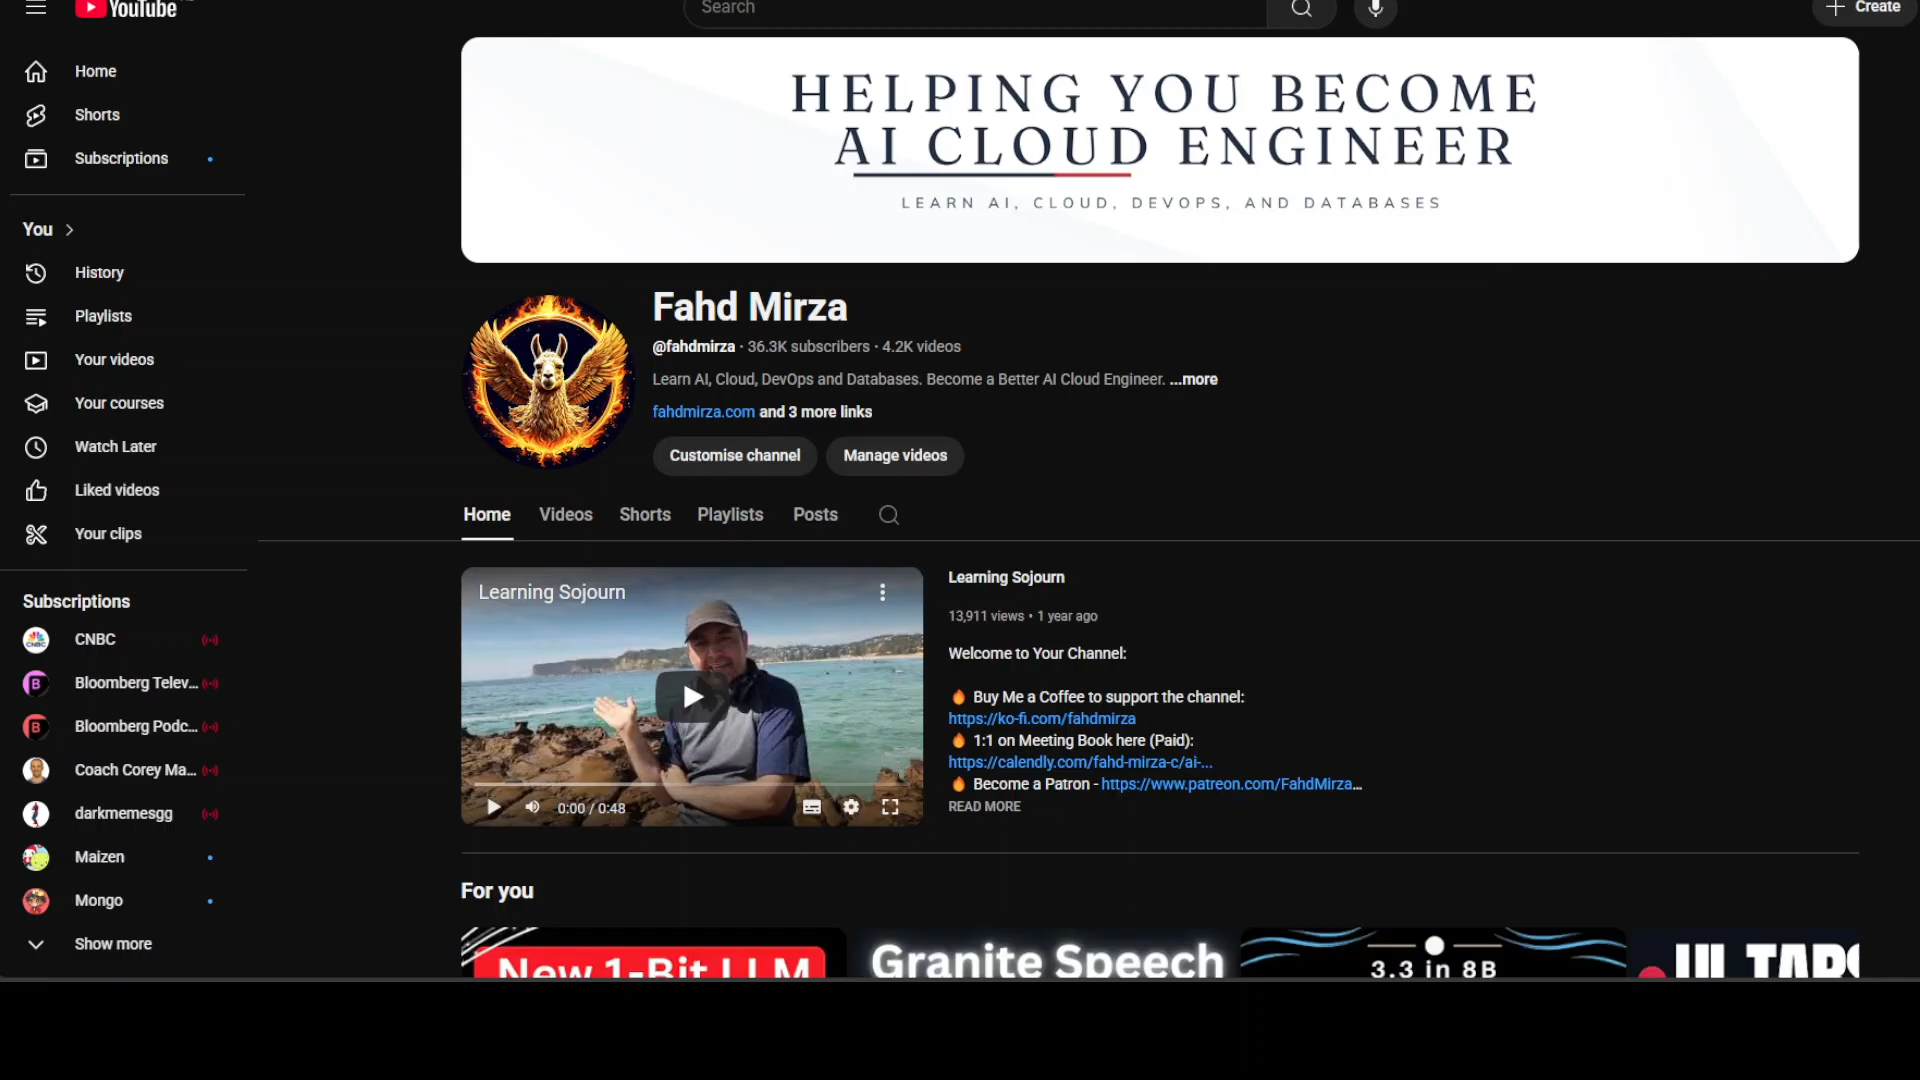 YouTube
Search
Create
Home
Shorts
Subscriptions
You
History
Playlists
Your videos
Your courses
Watch Later
Liked videos
Your clips
Subscriptions
CNBC
Bloomberg Telev...
Bloomberg Podc...
Coach Corey Ma...
darkmemesgg
Maizen
Mongo
Show more
HELPING YOU BECOME
AI CLOUD ENGINEER
LEARN AI, CLOUD, DEVOPS, AND DATABASES
Fahd Mirza
@fahdmirza · 36.3K subscribers · 4.2K videos
Learn AI, Cloud, DevOps and Databases. Become a Better AI Cloud Engineer. ...more
fahdmirza.com and 3 more links
Customise channel Manage videos
Home Videos Shorts Playlists Posts
Learning Sojourn
0:00 / 0:48
Learning Sojourn
13,911 views • 1 year ago
Welcome to Your Channel:
🔥 Buy Me a Coffee to support the channel:
https://ko-fi.com/fahdmirza
🔥 1:1 on Meeting Book here (Paid):
https://calendly.com/fahd-mirza-c/ai-...
🔥 Become a Patron - https://www.patreon.com/FahdMirza...
READ MORE
For you
New 1-Bit LLM
Granite Speech
3.3 in 8B